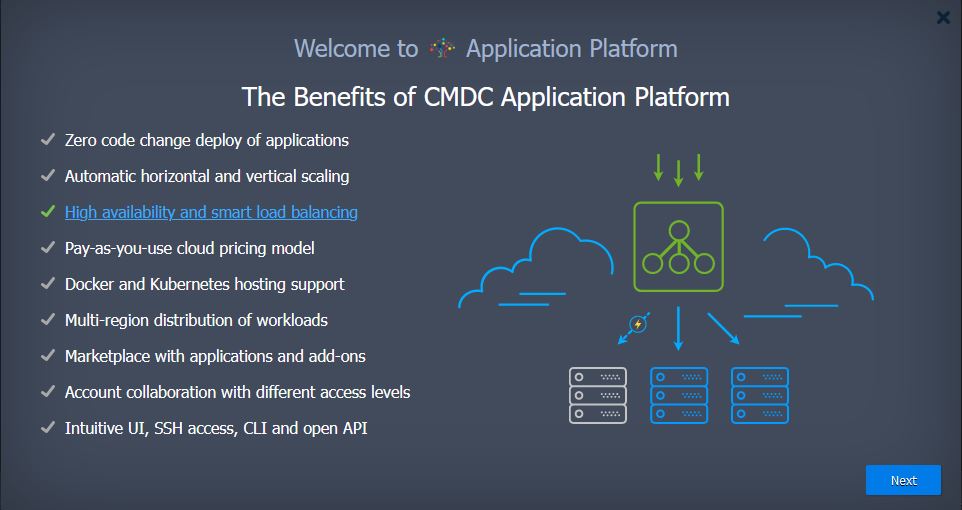 Welcome to Application Platform
The Benefits of CMDC Application Platform
Zero code change deploy of applications
Automatic horizontal and vertical scaling
High availability and smart load balancing
Pay-as-you-use cloud pricing model
Docker and Kubernetes hosting support
Multi-region distribution of workloads
Marketplace with applications and add-ons
Account collaboration with different access levels
Intuitive UI, SSH access, CLI and open API
Next